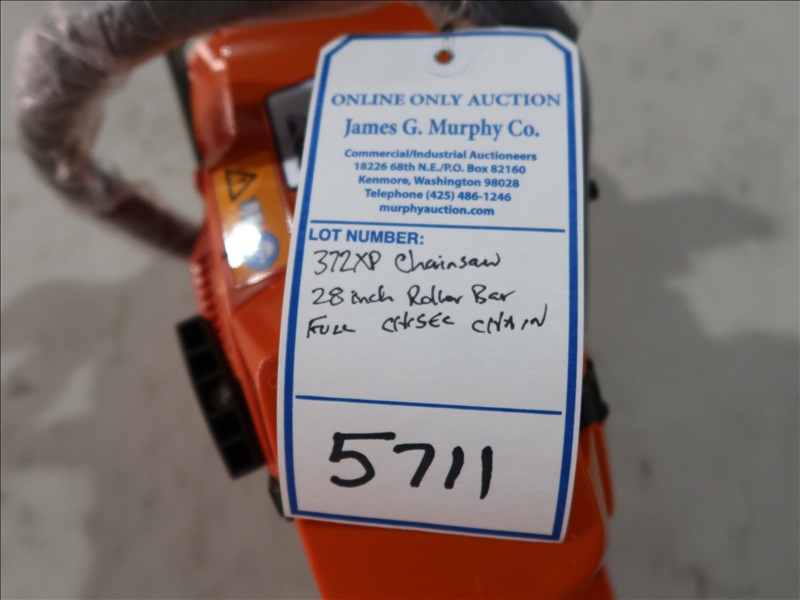 ONLINE ONLY AUCTION
James G. Murphy Co.
Commercial/Industrial Auctioneers
18226 68th N.E./P.O. Box 82160
Kenmore, Washington 98028
Telephone (425) 486-1246
murphyauction.com
LOT NUMBER:
372XP Chainsaw
28 inch Roller Bar
FULL CHISEL CHAIN
5711